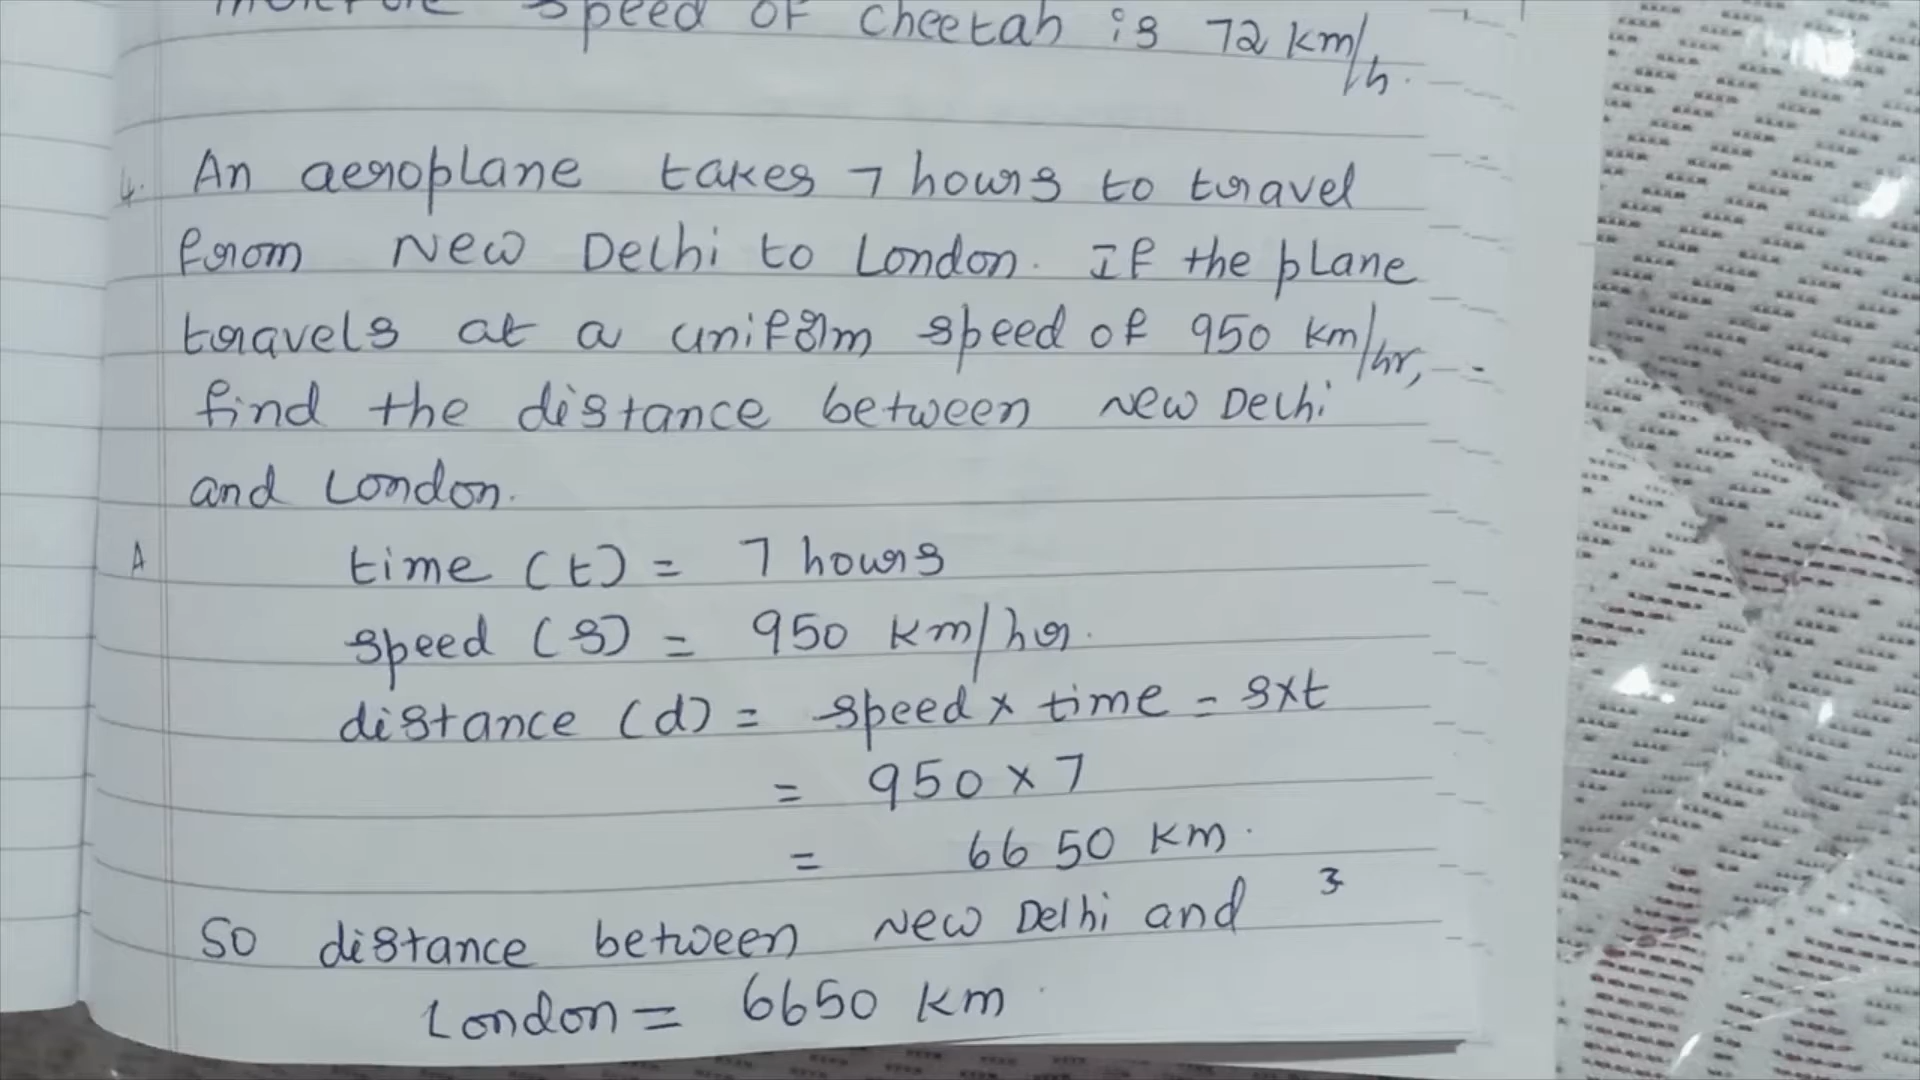 speed of cheetah is 72 km/h.
4. An aeroplane takes 7 hours to travel
from New Delhi to London. If the plane
travels at a uniform speed of 950 km/hr,
find the distance between New Delhi
and London.
A time (t) = 7 hours
speed (s) = 950 km/hr.
distance (d) = speed x time = sxt
= 950 x 7
= 6650 km.
3
So distance between New Delhi and
London = 6650 km